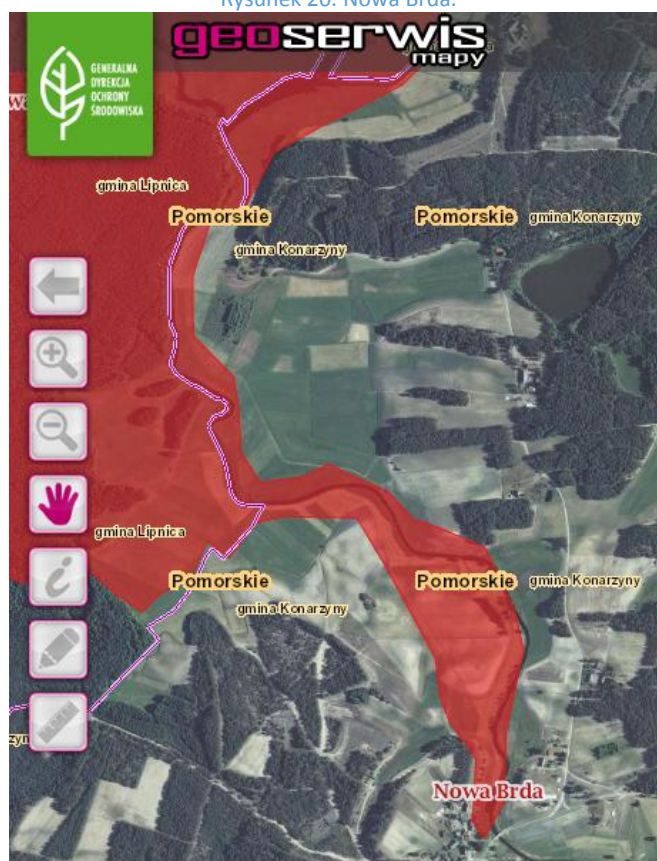 Rysunek 20. Nowa Brda.
geoserwis
mapy
GENERALNA
DYREKCJA
OCHRONY
ŚRODOWISKA
gmina Lipnica
Pomorskie
Pomorskie
gmina Konarzyny
gmina Konarzyny
gmina Lipnica
Pomorskie
Pomorskie
gmina Konarzyny
gmina Konarzyny
Nowa Brda